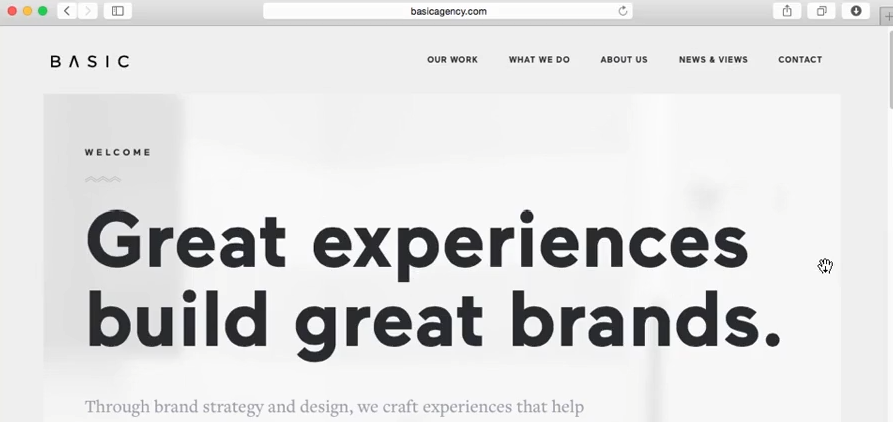 basicagency.com
BASIC
OUR WORK WHAT WE DO ABOUT US NEWS & VIEWS CONTACT
WELCOME
Great experiences
build great brands.
Through brand strategy and design, we craft experiences that help